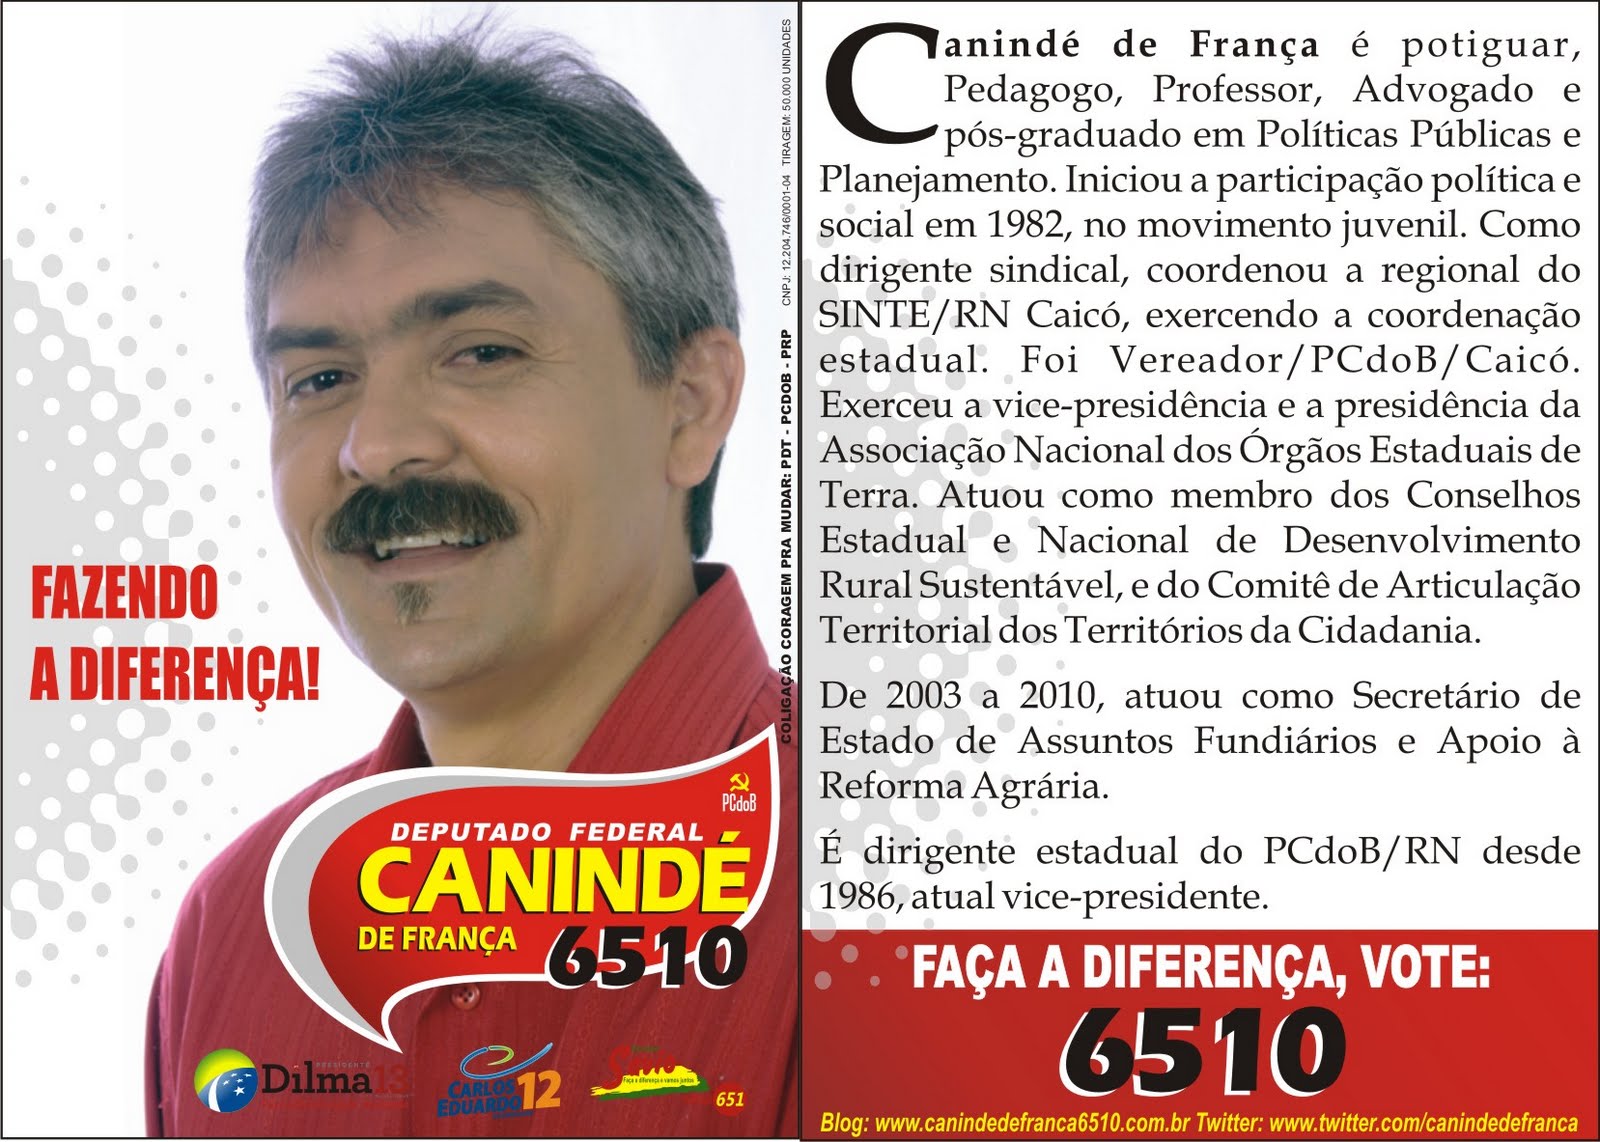 FAZENDO
A DIFERENÇA!
CNPJ: 12.204.746/0001-04 TIRAGEM: 50.000 UNIDADES
COLIGAÇÃO CORAGEM PRA MUDAR: PDT - PCDOB - PRP
PCdoB
DEPUTADO FEDERAL
CANINDÉ
DE FRANÇA
6510
PRESIDENTE
Dilma13
CARLOS
EDUARDO
12
Faça a diferença e vamos juntos
651
Canindé de França é potiguar,
Pedagogo, Professor, Advogado e
pós-graduado em Políticas Públicas e
Planejamento. Iniciou a participação política e
social em 1982, no movimento juvenil. Como
dirigente sindical, coordenou a regional do
SINTE/RN Caicó, exercendo a coordenação
estadual. Foi Vereador/PCdoB/Caicó.
Exerceu a vice-presidência e a presidência da
Associação Nacional dos Órgãos Estaduais de
Terra. Atuou como membro dos Conselhos
Estadual e Nacional de Desenvolvimento
Rural Sustentável, e do Comitê de Articulação
Territorial dos Territórios da Cidadania.
De 2003 a 2010, atuou como Secretário de
Estado de Assuntos Fundiários e Apoio à
Reforma Agrária.
É dirigente estadual do PCdoB/RN desde
1986, atual vice-presidente.
FAÇA A DIFERENÇA, VOTE:
6510
Blog: www.canindedefranca6510.com.br Twitter: www.twitter.com/canindedefranca